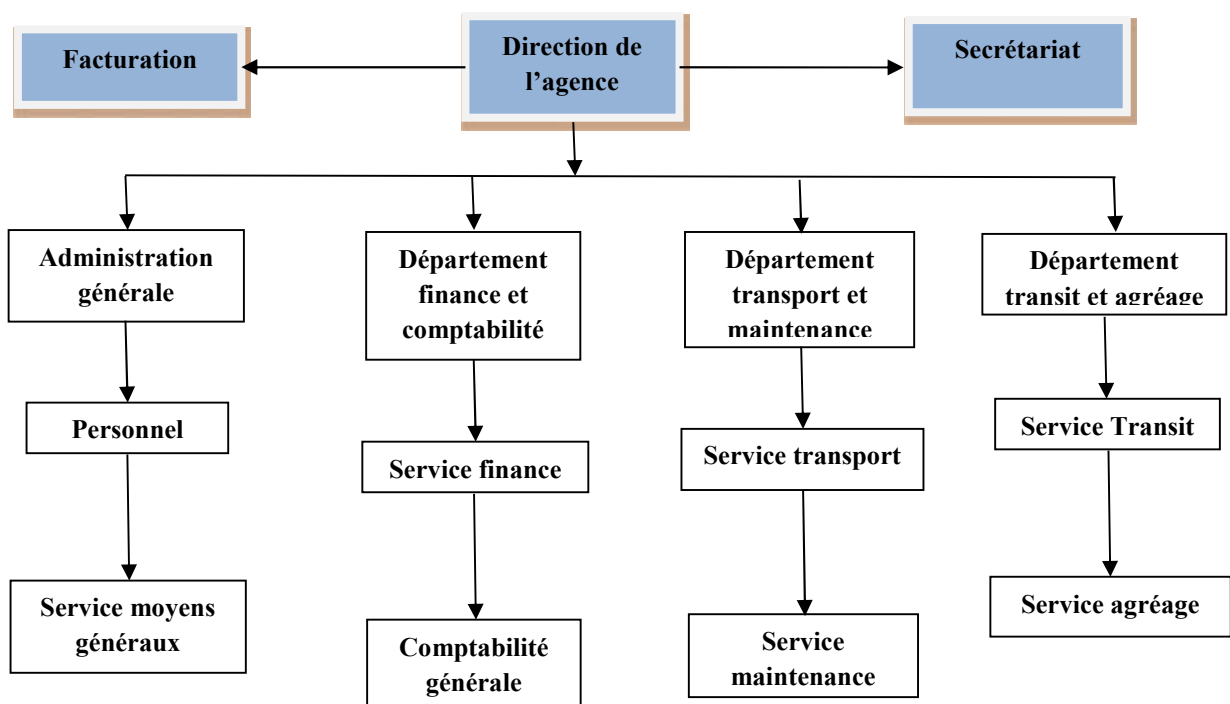 Facturation
Direction de
l’agence
Secrétariat
Administration
générale
Département
finance et
comptabilité
Département
transport et
maintenance
Département
transit et agréage
Personnel
Service finance
Service transport
Service Transit
Service moyens
généraux
Comptabilité
générale
Service
maintenance
Service agréage